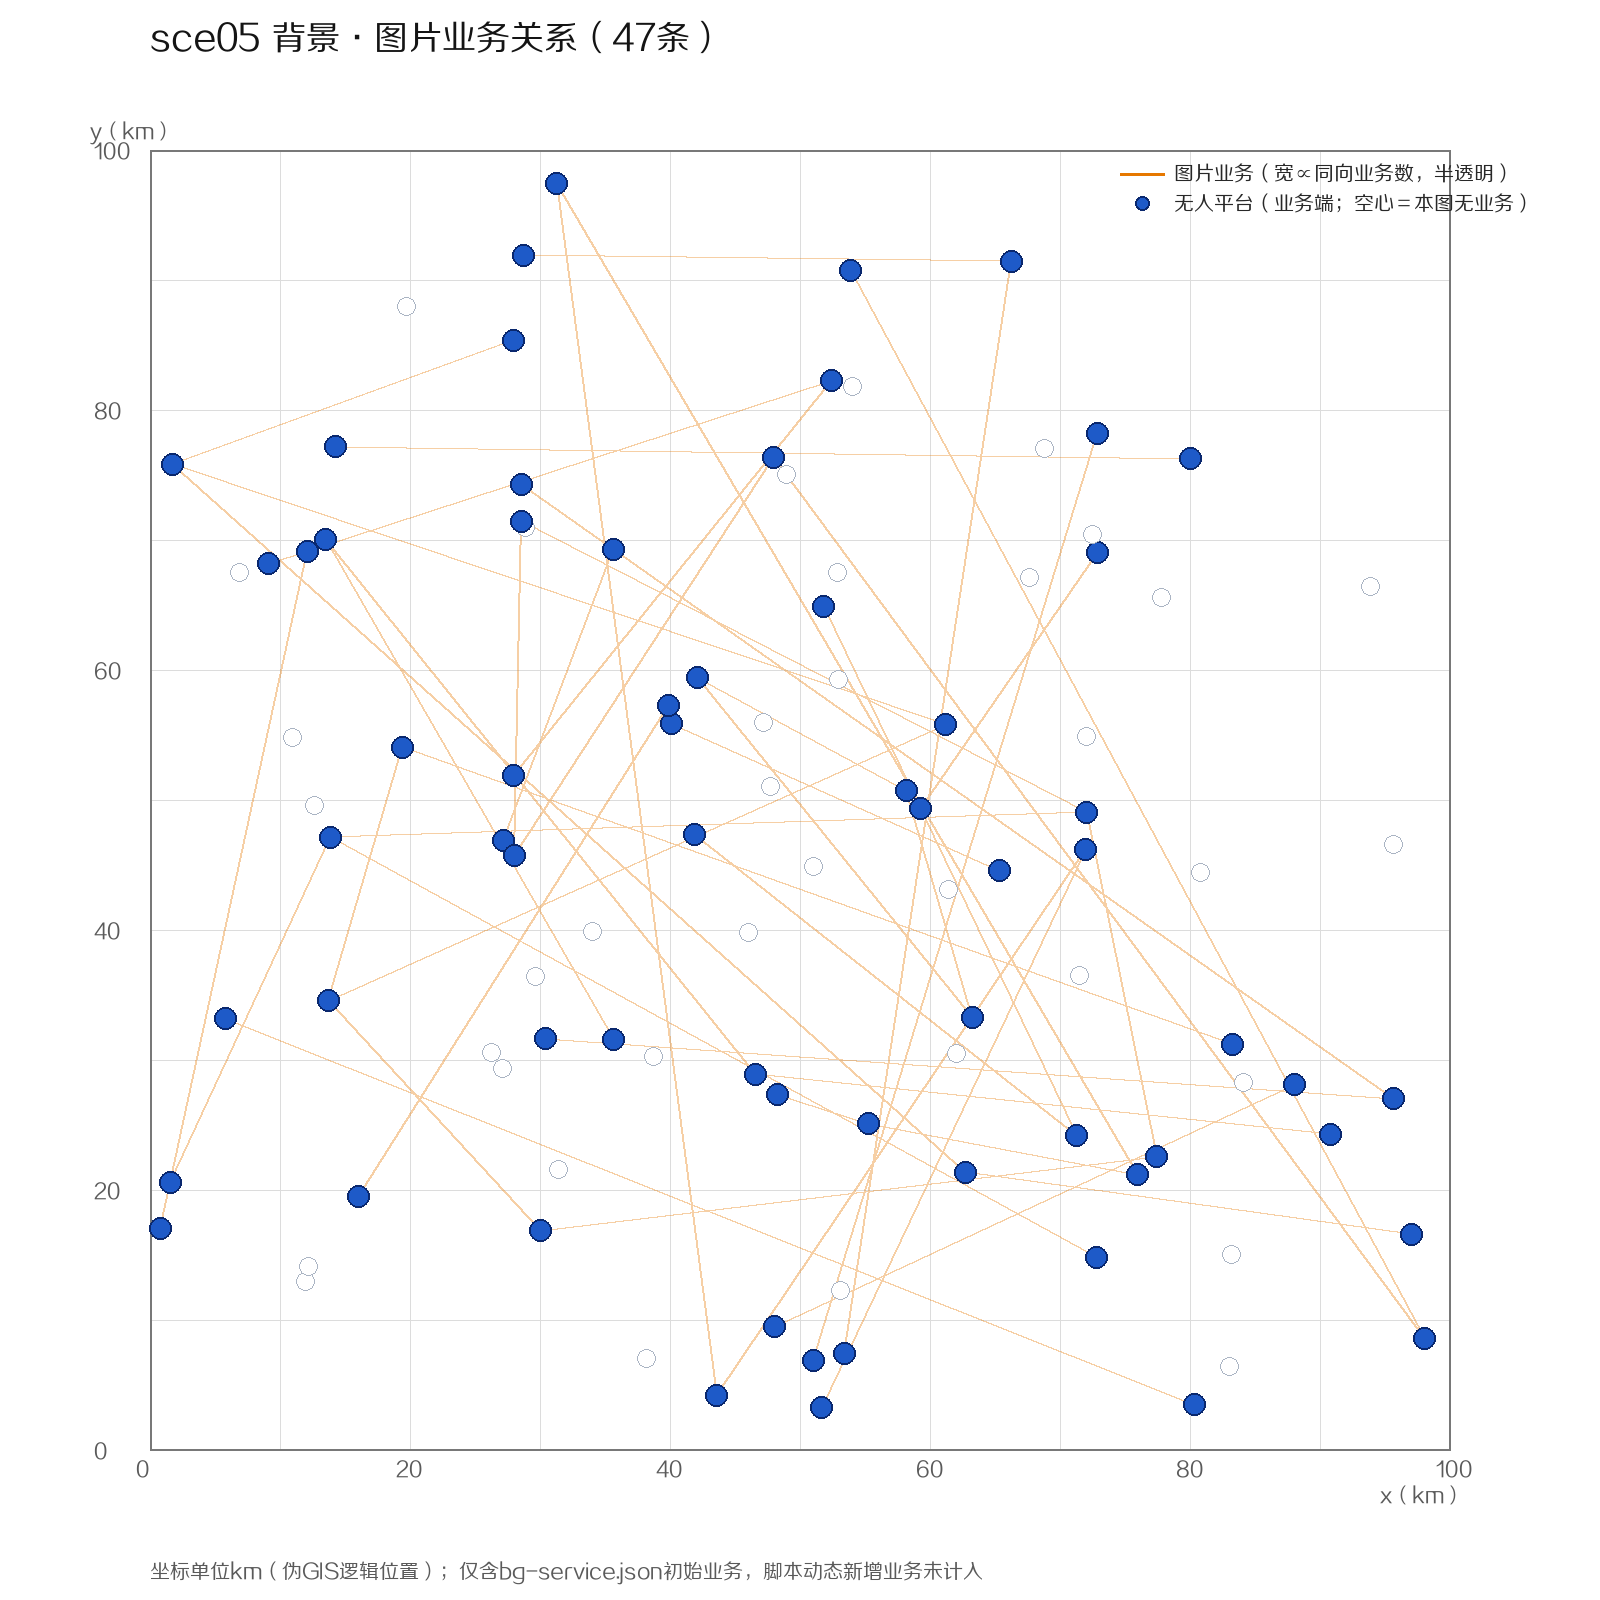 sce05 背景 · 图片业务关系（47条）
y（km）
100
图片业务（宽∝同向业务数，半透明）
无人平台（业务端；空心＝本图无业务）
80
60
40
20
0
0 20 40 60 80 100
x（km）
坐标单位km（伪GIS逻辑位置）；仅含bg-service.json初始业务，脚本动态新增业务未计入